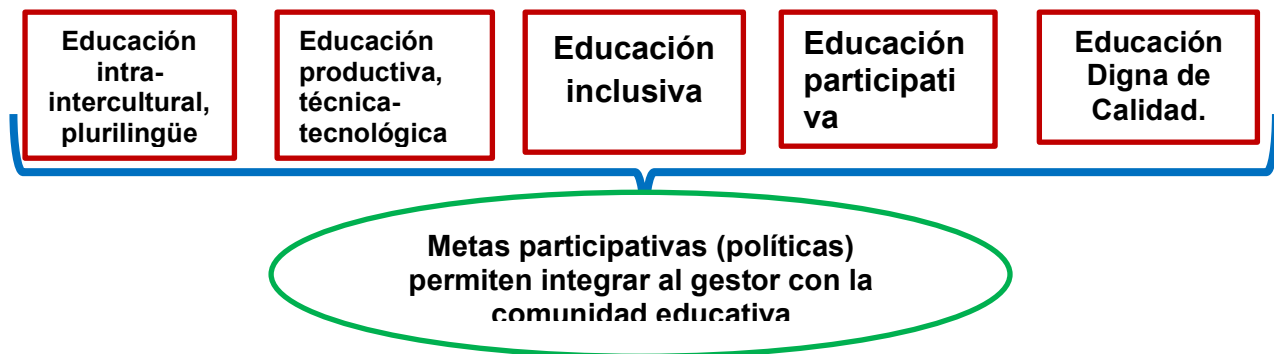 Educación
intra-
intercultural,
plurilingüe
Educación
productiva,
técnica-
tecnológica
Educación
inclusiva
Educación
participati
va
Educación
Digna de
Calidad.
Metas participativas (políticas)
permiten integrar al gestor con la
comunidad educativa